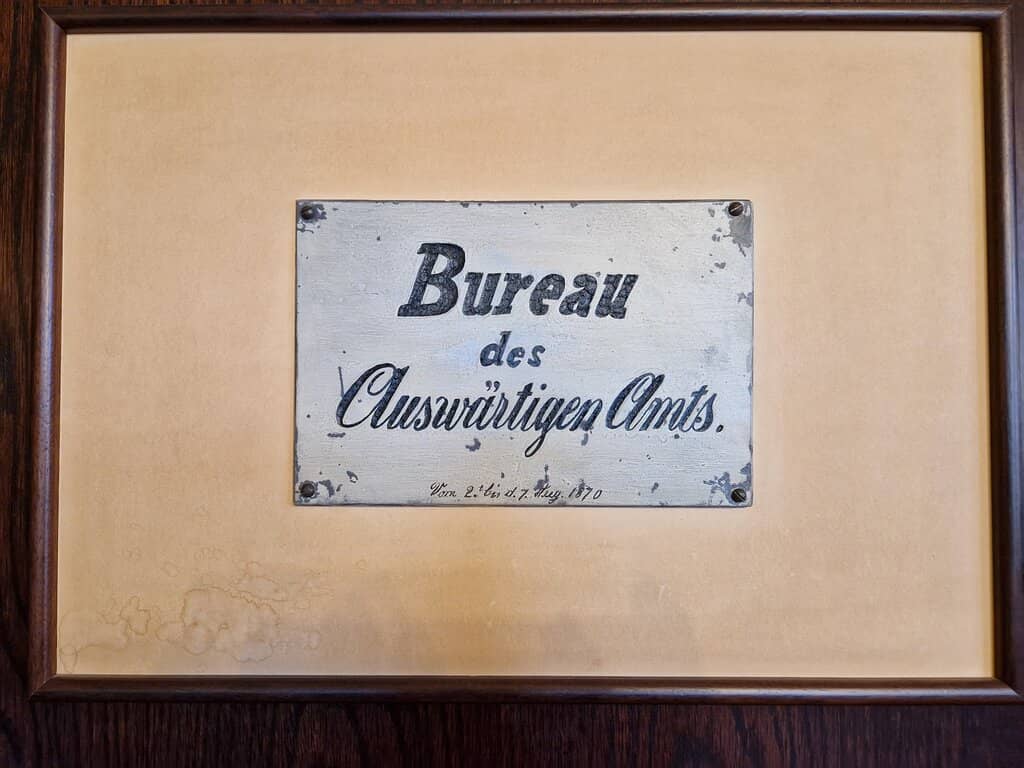 Bureau
des
Auswärtigen Amts.
Vom 2t bis d. 7. Aug. 1870